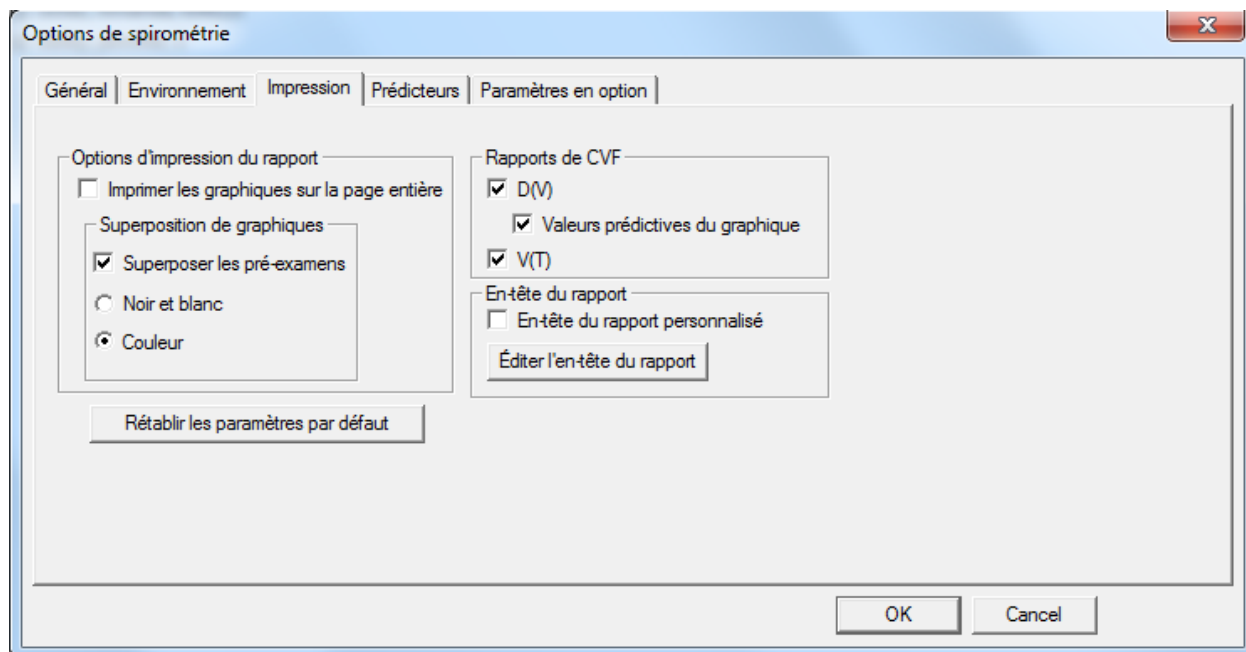 Options de spirométrie
Général
Environnement
Impression
Prédicteurs
Paramètres en option
Options d'impression du rapport
Imprimer les graphiques sur la page entière
Superposition de graphiques
Superposer les pré-examens
Noir et blanc
Couleur
Rétablir les paramètres par défaut
Rapports de CVF
D(V)
Valeurs prédictives du graphique
V(T)
En-tête du rapport
En-tête du rapport personnalisé
Éditer l'en-tête du rapport
OK
Cancel